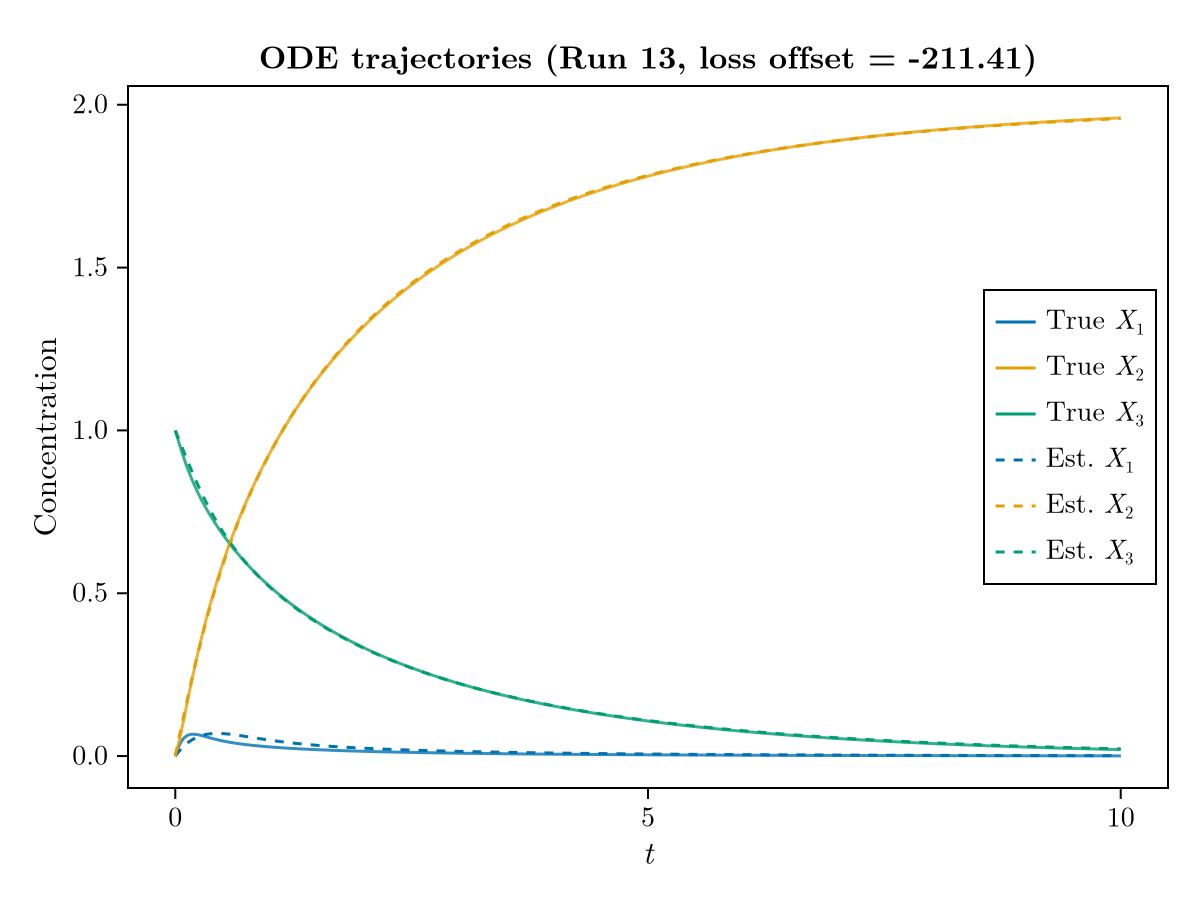 ODE trajectories (Run 13, loss offset = -211.41)
Concentration
2.0
1.5
1.0
0.5
0.0
0
5
10
t
True X₁
True X₂
True X₃
Est. X₁
Est. X₂
Est. X₃